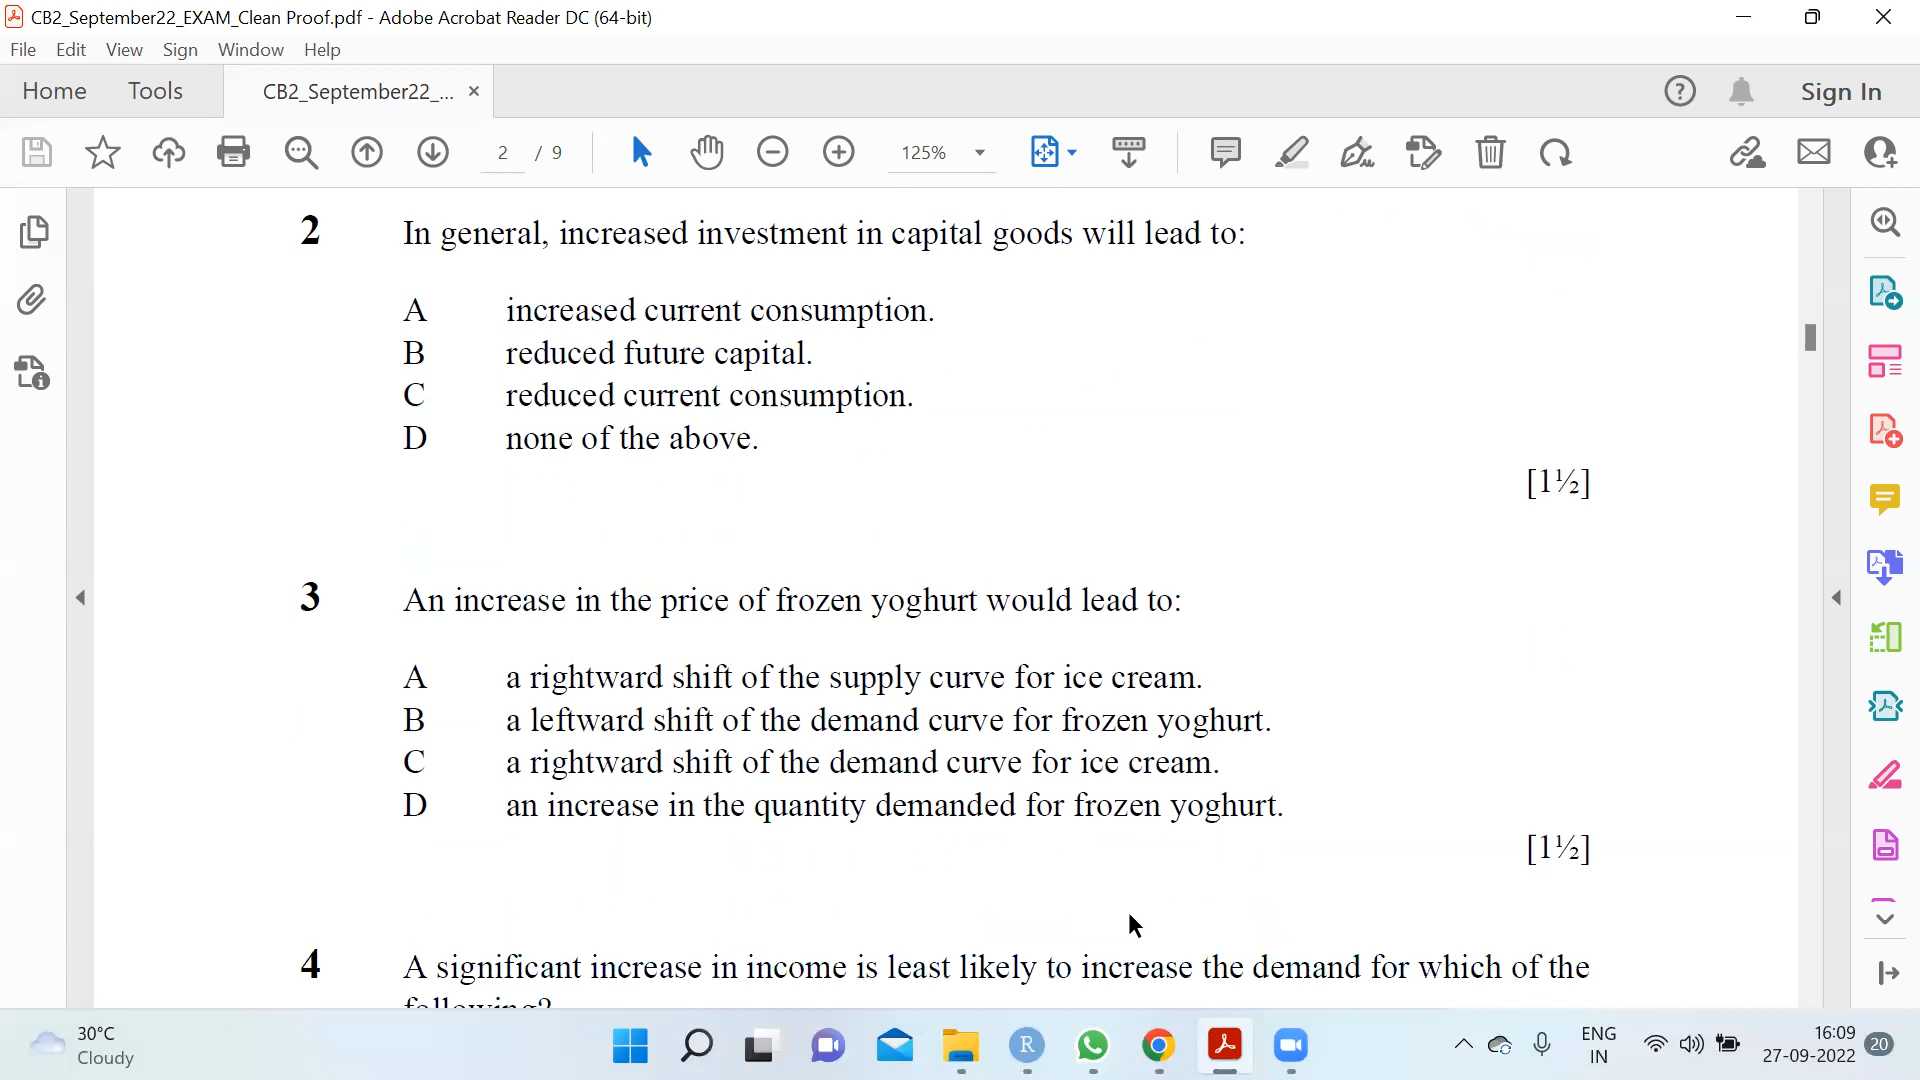 CB2_September22_EXAM_Clean Proof.pdf - Adobe Acrobat Reader DC (64-bit)
File Edit View Sign Window Help
Home Tools CB2_September22_... × Sign In
2 / 9 125%
2 In general, increased investment in capital goods will lead to:
A increased current consumption.
B reduced future capital.
C reduced current consumption.
D none of the above.
[1½]
3 An increase in the price of frozen yoghurt would lead to:
A a rightward shift of the supply curve for ice cream.
B a leftward shift of the demand curve for frozen yoghurt.
C a rightward shift of the demand curve for ice cream.
D an increase in the quantity demanded for frozen yoghurt.
[1½]
4 A significant increase in income is least likely to increase the demand for which of the
following?
30°C
Cloudy
ENG
IN
16:09
27-09-2022
20